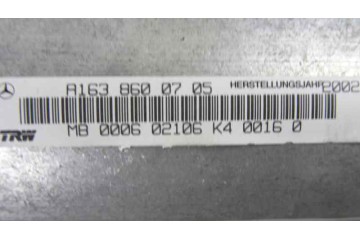 A163 860 07 05 HERSTELLUNGSJAHR 2002
MB 0006 02106 K4 0016 0
TRW